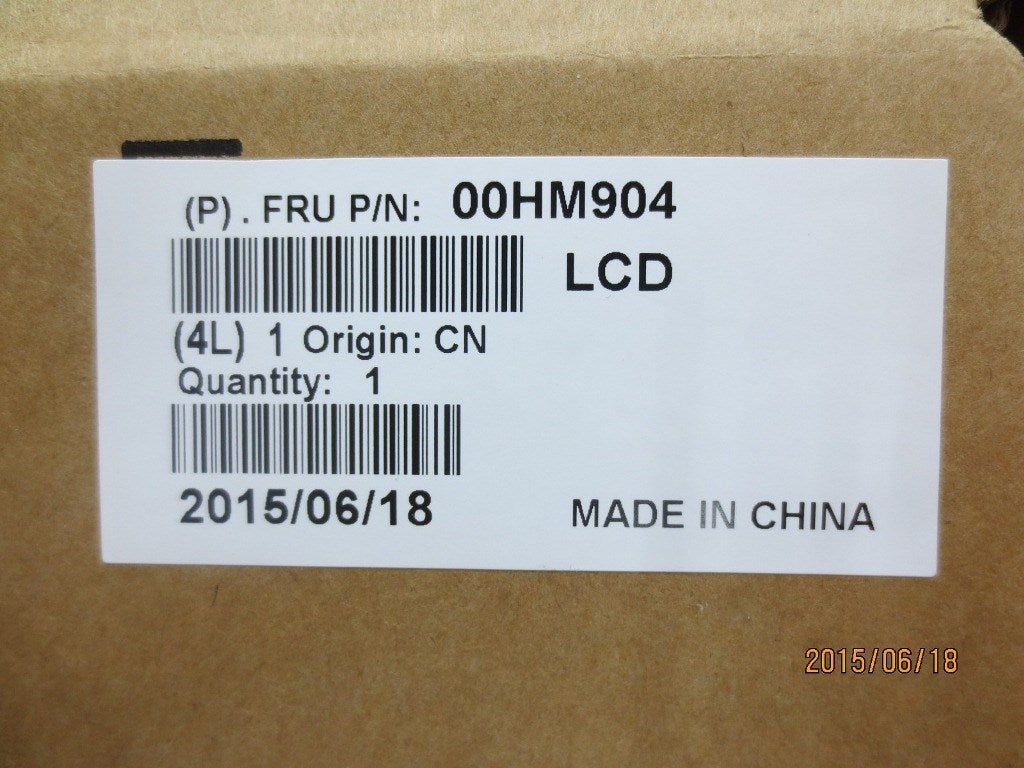 (P) . FRU P/N: 00HM904
LCD
(4L) 1 Origin: CN
Quantity: 1
2015/06/18
MADE IN CHINA
2015/06/18